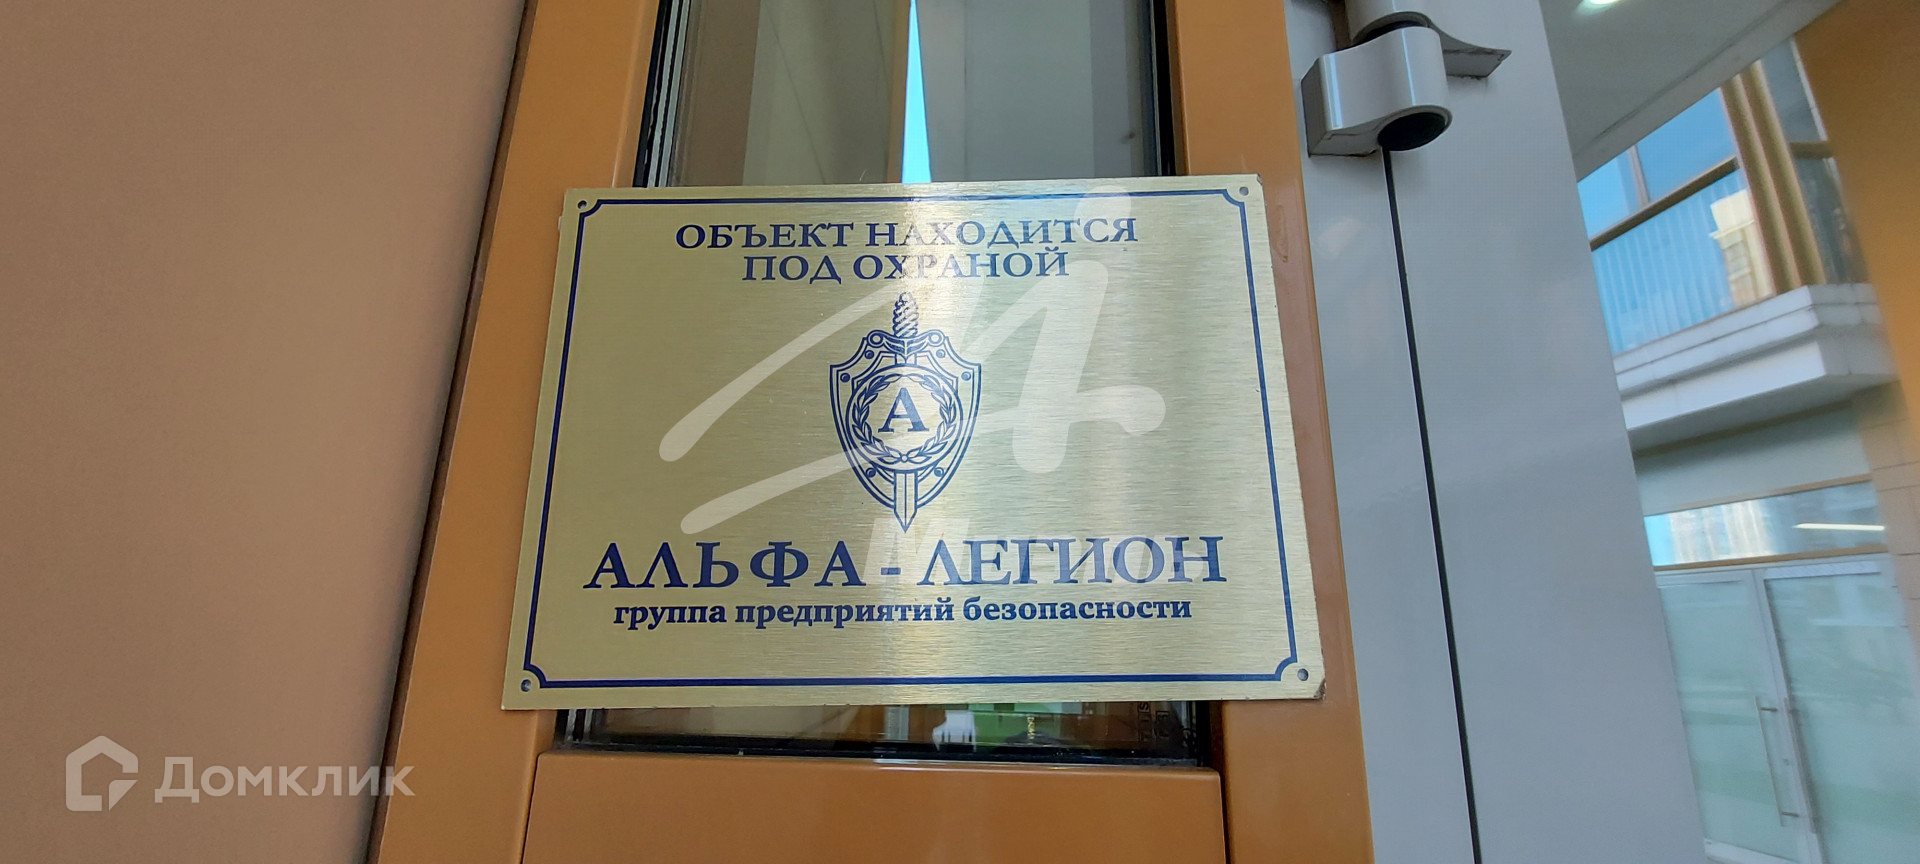 ОБЪЕКТ НАХОДИТСЯ
ПОД ОХРАНОЙ
А
АЛЬФА - ЛЕГИОН
группа предприятий безопасности
Домклик